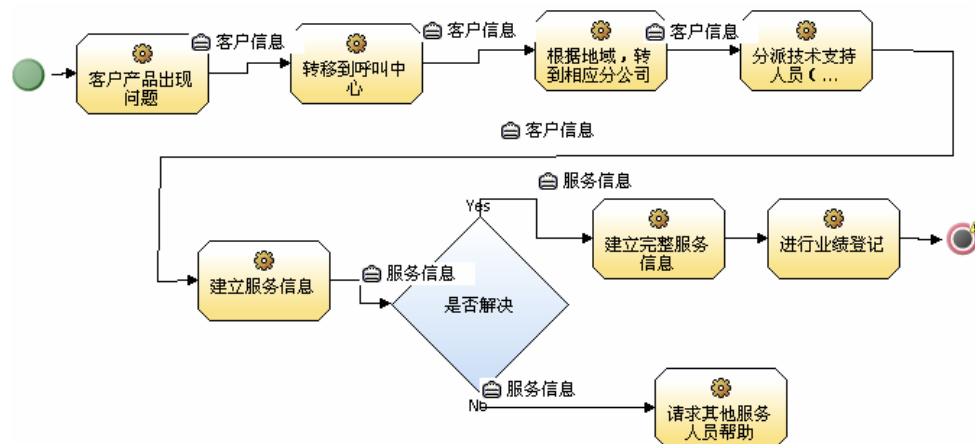 客户信息
客户信息
客户信息
客户产品出现
问题
转移到呼叫中
心
根据地域，转
到相应分公司
分派技术支持
人员(...
客户信息
服务信息
Yes
建立完整服务
信息
进行业绩登记
建立服务信息
服务信息
是否解决
服务信息
No
请求其他服务
人员帮助